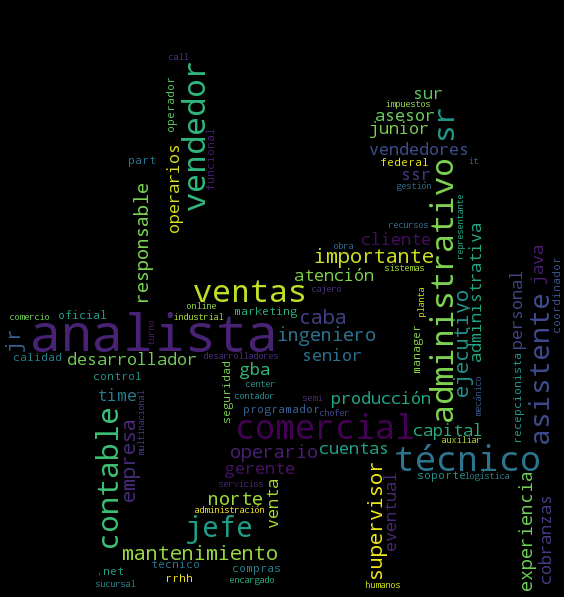 call
vendedor
operador
sur
impuestos
asesor
sr
junior
funcional
operarios
vendedores
part
federal
it
ssr
administrativo
gestión
responsable
representante
recursos
cliente
obra
administrativa
importante
java
sistemas
atención
personal
coordinador
ventas
cajero
ejecutivo
planta
asistente
online
marketing
comercio
oficial
industrial
caba
analista
turno
jr
ingeniero
manager
calidad
desarrollador
desarrolladores
senior
gba
control
center
seguridad
mecánico
time
contador
semi
producción
recepcionista
programador
chofer
contable
empresa
multinacional
comercial
capital
auxiliar
operario
cuentas
técnico
gerente
soporte
logística
servicios
norte
venta
supervisor
eventual
experiencia
cobranzas
administración
jefe
mantenimiento
tecnico
compras
.net
rrhh
encargado
sucursal
humanos